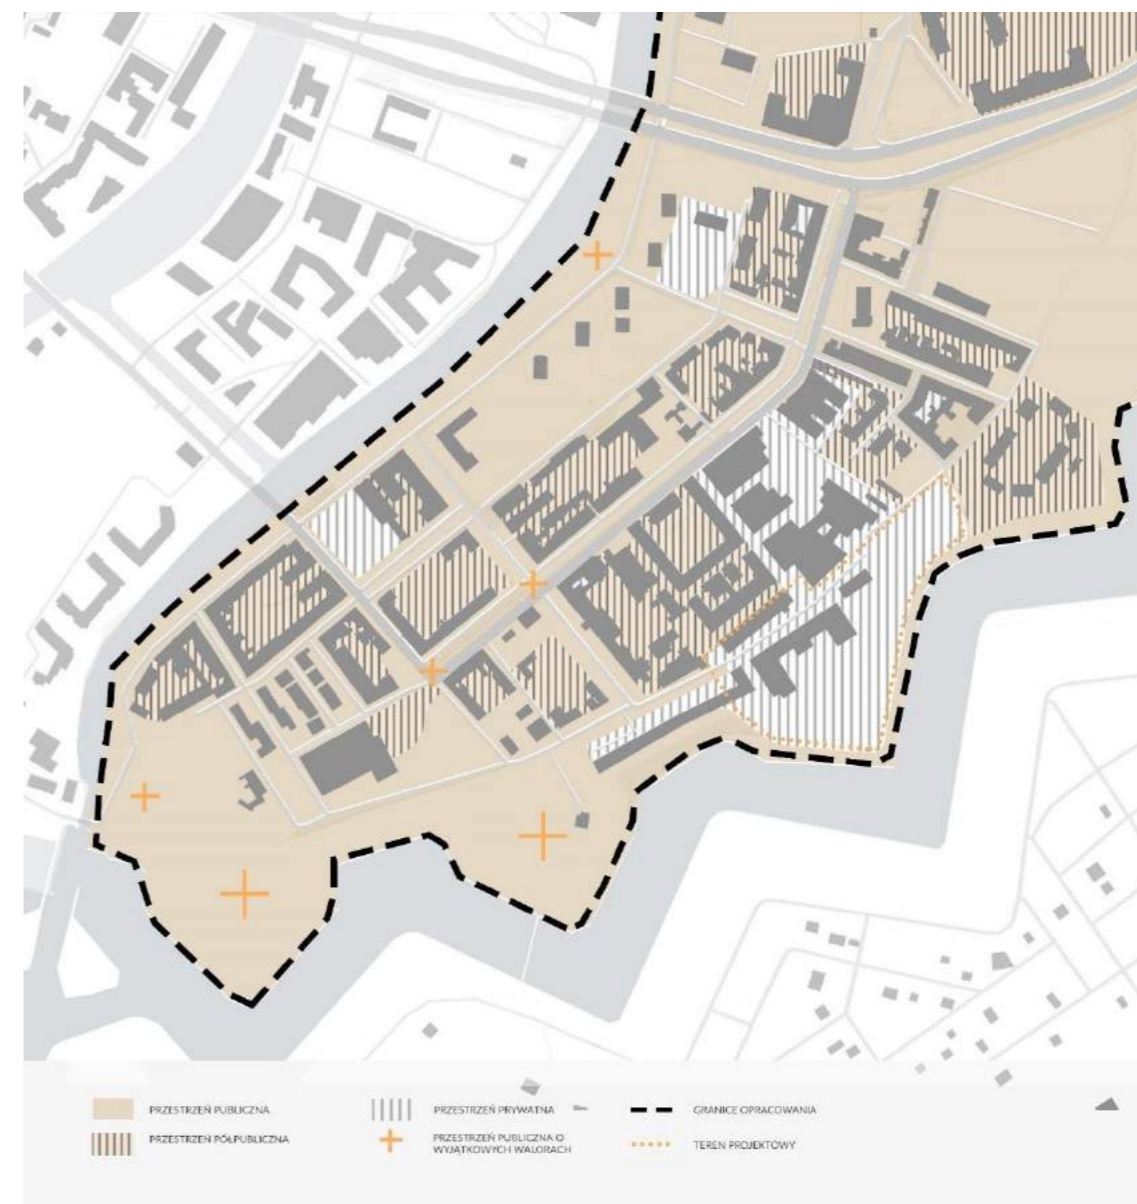 PRZESTRZEŃ PUBLICZNA
PRZESTRZEŃ PÓŁPUBLICZNA
PRZESTRZEŃ PRYWATNA
PRZESTRZEŃ PUBLICZNA O
WYJĄTKOWYCH WALORACH
GRANICE OPRACOWANIA
TEREN PROJEKTOWY